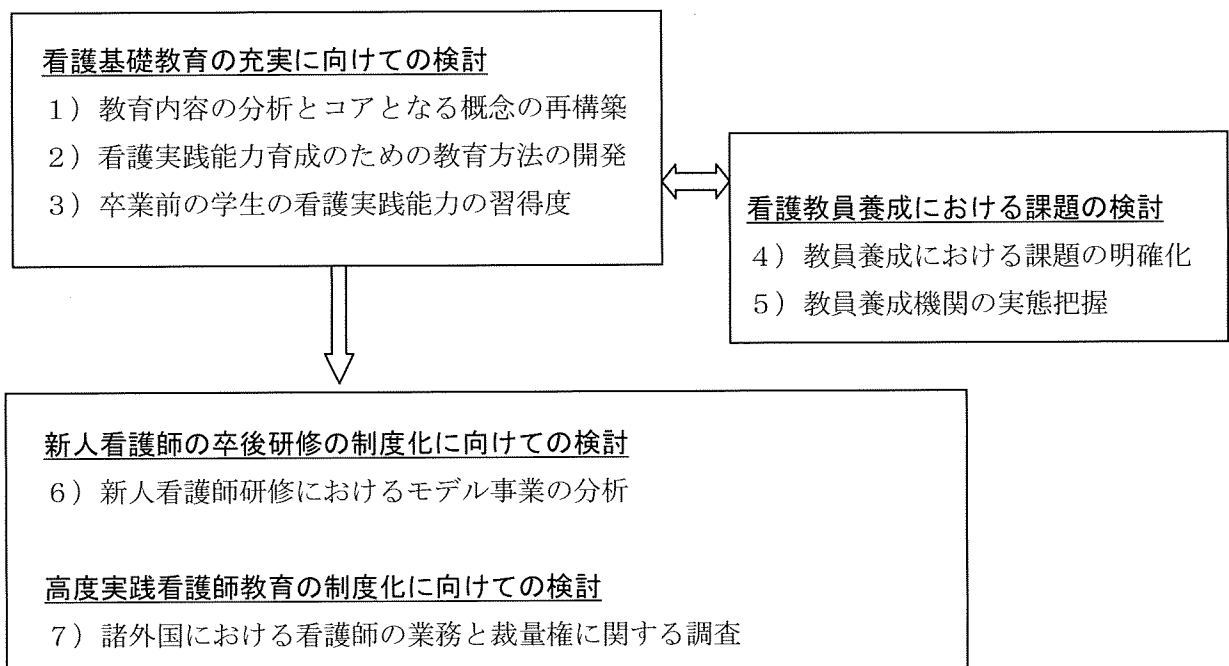 看護基礎教育の充実に向けての検討
1）教育内容の分析とコアとなる概念の再構築
2）看護実践能力育成のための教育方法の開発
3）卒業前の学生の看護実践能力の習得度
看護教員養成における課題の検討
4）教員養成における課題の明確化
5）教員養成機関の実態把握
新人看護師の卒後研修の制度化に向けての検討
6）新人看護師研修におけるモデル事業の分析
高度実践看護師教育の制度化に向けての検討
7）諸外国における看護師の業務と裁量権に関する調査